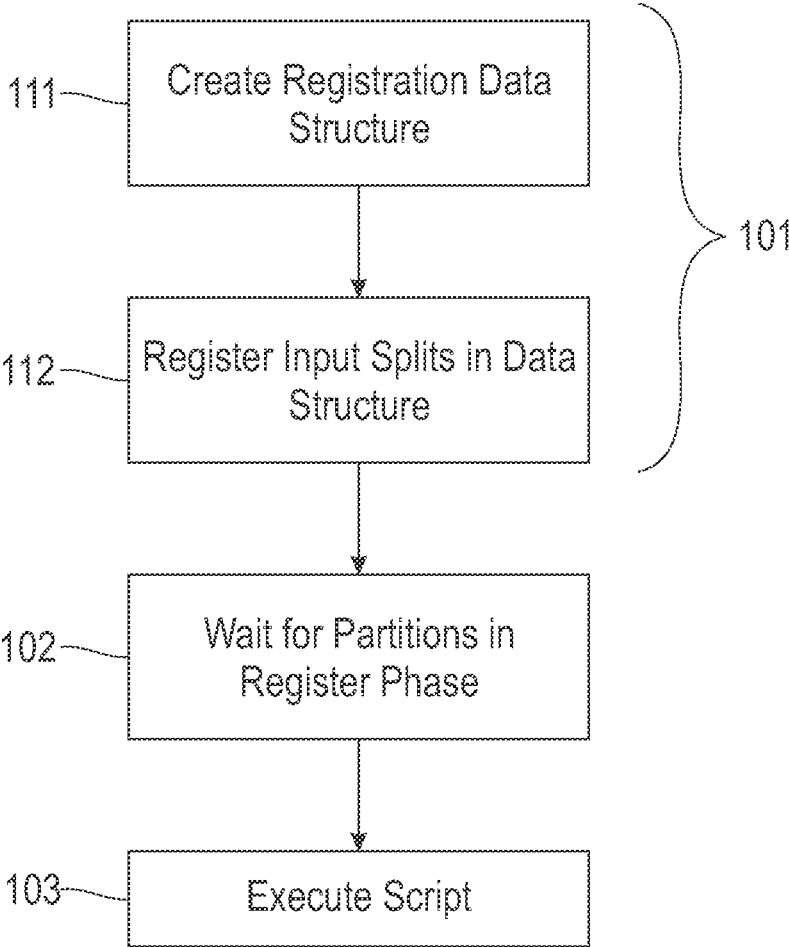 111
Create Registration Data
Structure
101
112
Register Input Splits in Data
Structure
102
Wait for Partitions in
Register Phase
103
Execute Script